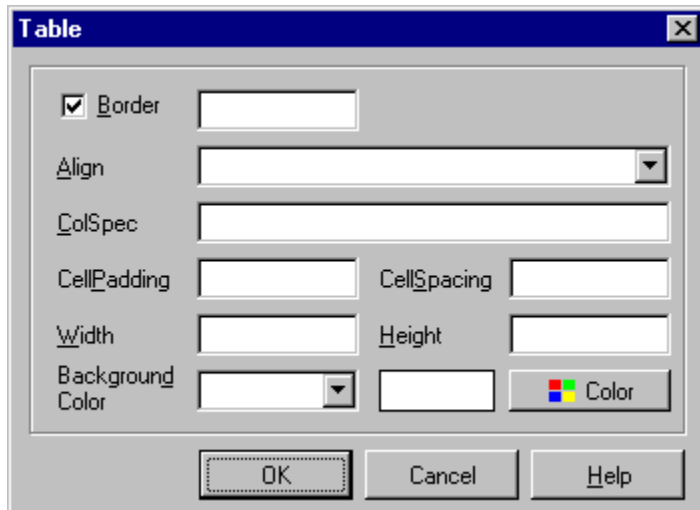 Table
Border
Align
ColSpec
CellPadding CellSpacing
Width Height
Background
Color
Color
OK Cancel Help